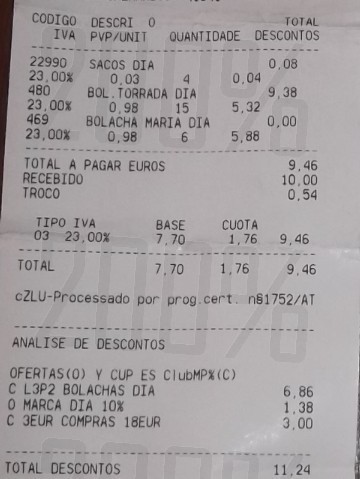 CODIGO DESCRI O TOTAL
IVA PVP/UNIT QUANTIDADE DESCONTOS
22990 SACOS DIA 0,08
23,00% 0,03 4 0,04
480 BOL.TORRADA DIA 9,38
23,00% 0,98 15 5,32
469 BOLACHA MARIA DIA 0,00
23,00% 0,98 6 5,88
TOTAL A PAGAR EUROS 9,46
RECEBIDO 10,00
TROCO 0,54
TIPO IVA BASE CUOTA
03 23,00% 7,70 1,76 9,46
TOTAL 7,70 1,76 9,46
cZLU-Processado por prog.cert. n§1752/AT
ANALISE DE DESCONTOS
OFERTAS(O) Y CUP ES ClubMP%(C)
C L3P2 BOLACHAS DIA 6,86
O MARCA DIA 10% 1,38
C 3EUR COMPRAS 18EUR 3,00
TOTAL DESCONTOS 11,24